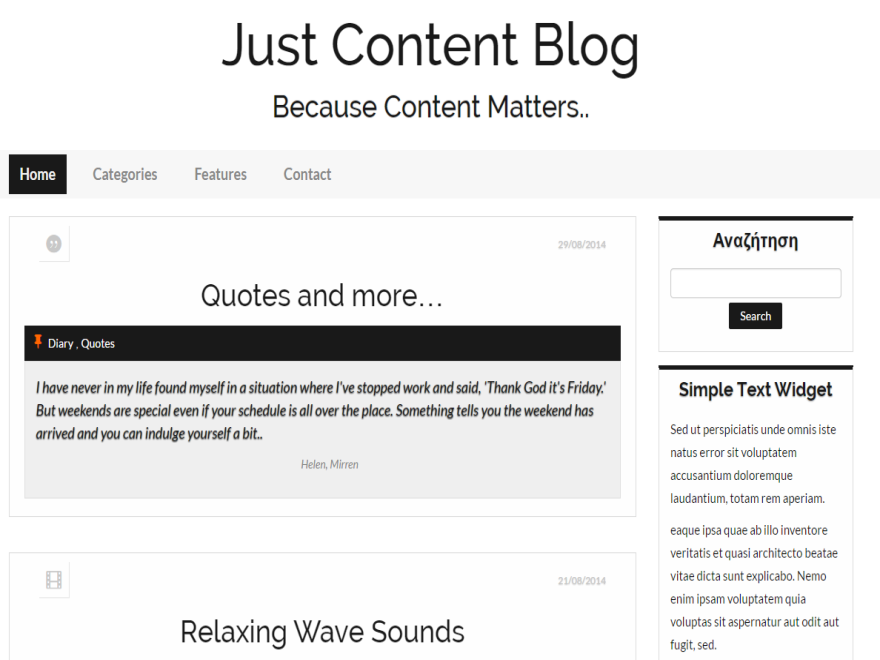 Just Content Blog
Because Content Matters..
Home Categories Features Contact
29/08/2014
Quotes and more...
Diary , Quotes
I have never in my life found myself in a situation where I've stopped work and said, 'Thank God it's Friday.'
But weekends are special even if your schedule is all over the place. Something tells you the weekend has
arrived and you can indulge yourself a bit..
Helen, Mirren
21/08/2014
Relaxing Wave Sounds
Αναζήτηση
Search
Simple Text Widget
Sed ut perspiciatis unde omnis iste
natus error sit voluptatem
accusantium doloremque
laudantium, totam rem aperiam.
eaque ipsa quae ab illo inventore
veritatis et quasi architecto beatae
vitae dicta sunt explicabo. Nemo
enim ipsam voluptatem quia
voluptas sit aspernatur aut odit aut
fugit, sed.